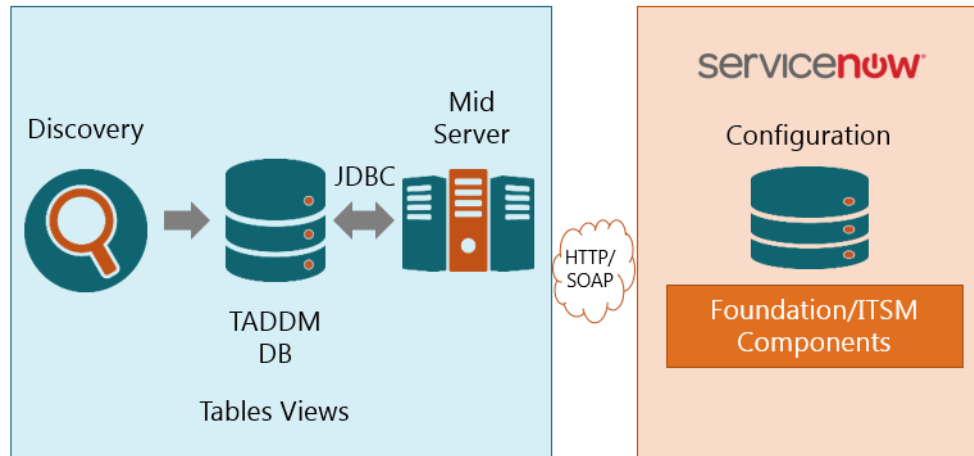 Discovery
TADDM
DB
JDBC
Mid
Server
Tables Views
HTTP/
SOAP
servicenow
Configuration
Foundation/ITSM
Components